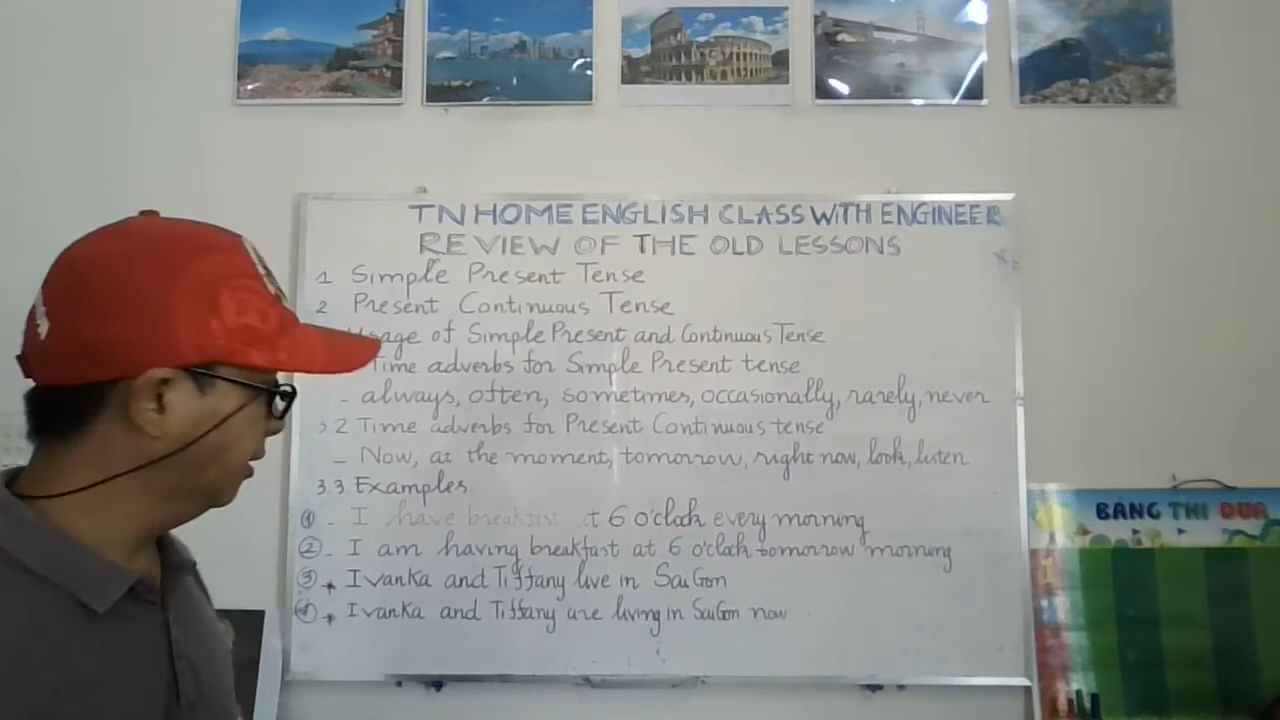 TN HOME ENGLISH CLASS WITH ENGINEER
REVIEW OF THE OLD LESSONS
1 Simple Present Tense
2 Present Continuous Tense
Usage of Simple Present and Continuous Tense
Time adverbs for Simple Present tense
- always, often, sometimes, occasionally, rarely, never
2 Time adverbs for Present Continuous tense
- Now, at the moment, tomorrow, right now, look, listen
3.3. Examples
① - I have breakfast at 6 o'clock every morning
② - I am having breakfast at 6 o'clock tomorrow morning
③ * Ivanka and Tiffany live in SaiGon
④ * Ivanka and Tiffany are living in SaiGon now
BẢNG THI ĐUA